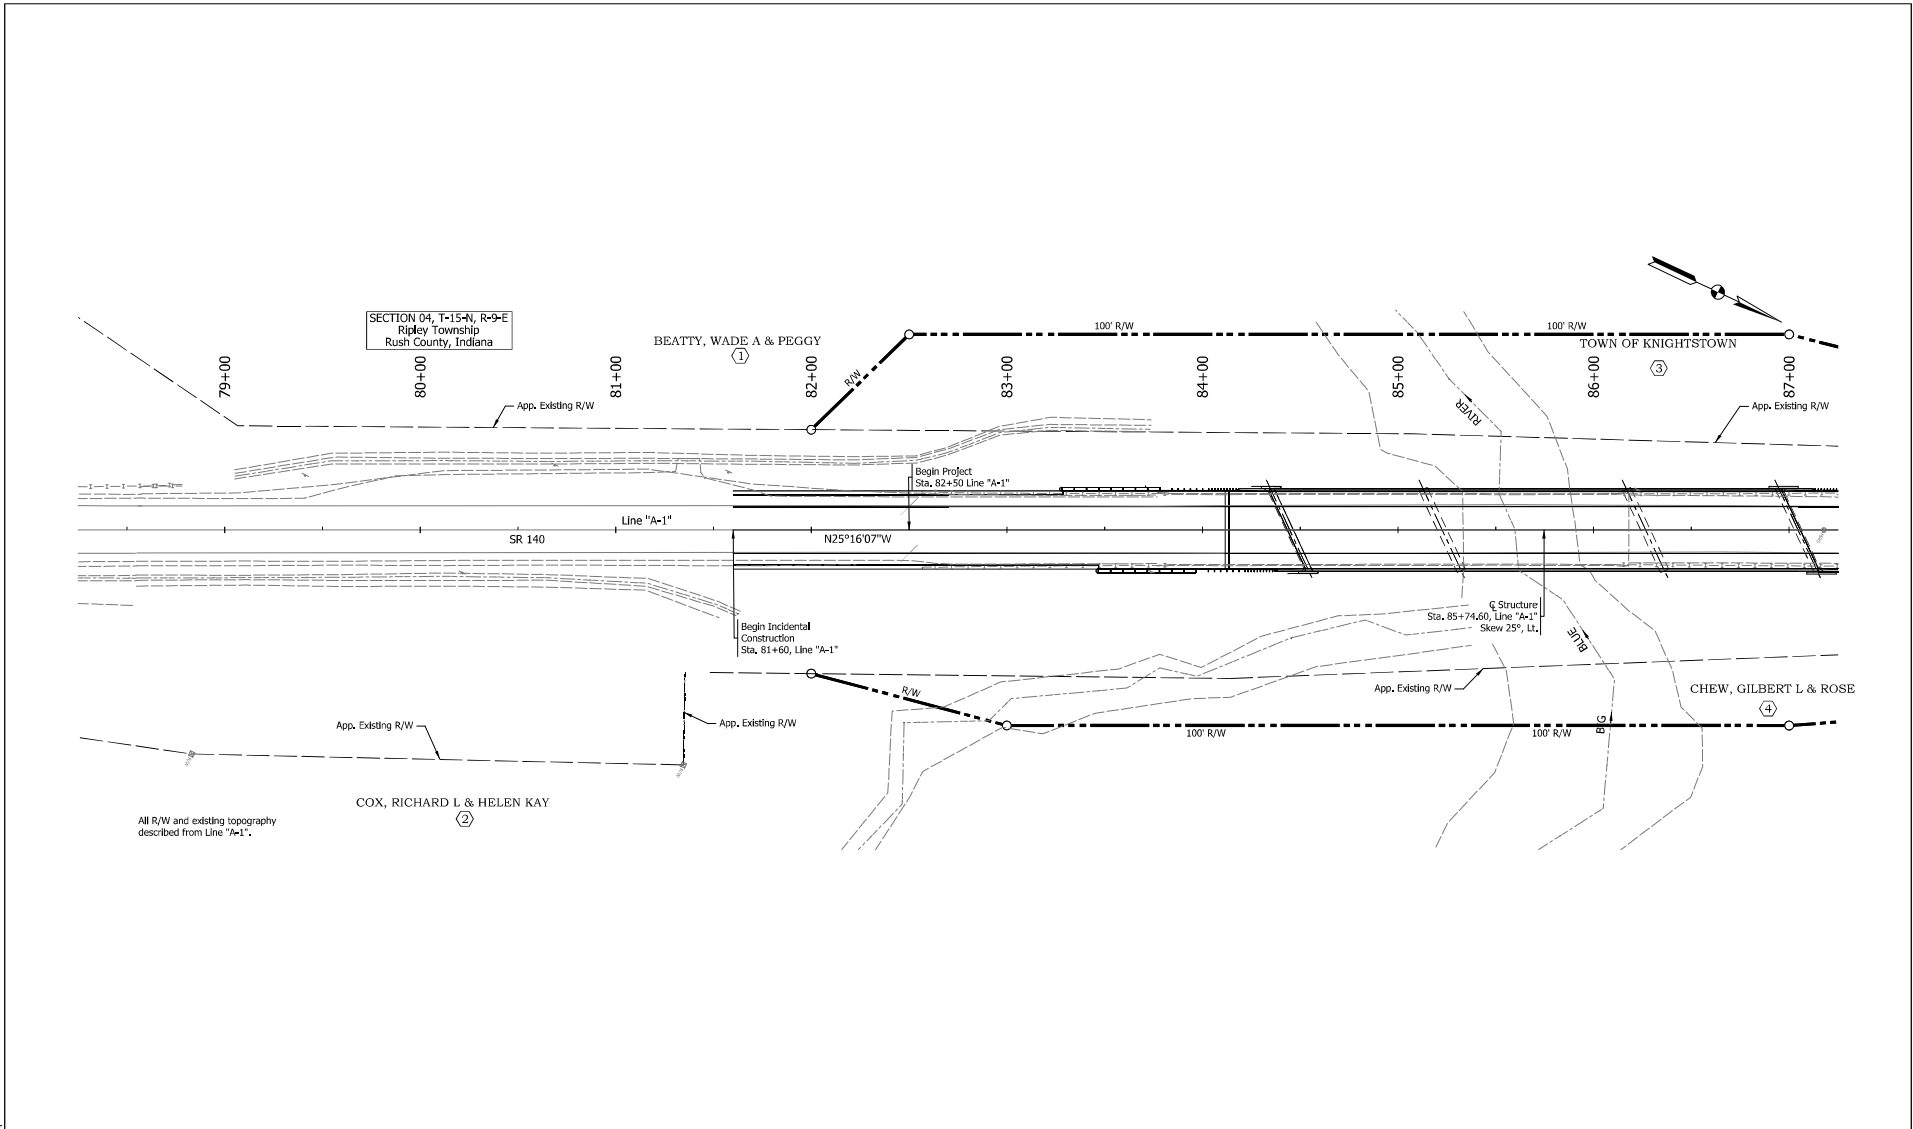 SECTION 04, T-15-N, R-9-E
Ripley Township
Rush County, Indiana
BEATTY, WADE A & PEGGY
1
100' R/W
100' R/W
TOWN OF KNIGHTSTOWN
3
79+00
80+00
81+00
82+00
83+00
84+00
85+00
86+00
87+00
R/W
App. Existing R/W
App. Existing R/W
RIVER
Begin Project
Sta. 82+50 Line "A-1"
Line "A-1"
SR 140
N25°16'07"W
Begin Incidental
Construction
Sta. 81+60, Line "A-1"
℄ Structure
Sta. 85+74.60, Line "A-1"
Skew 25°, Lt.
BLUE
R/W
App. Existing R/W
CHEW, GILBERT L & ROSE
4
App. Existing R/W
App. Existing R/W
100' R/W
100' R/W
BIG
COX, RICHARD L & HELEN KAY
2
All R/W and existing topography
described from Line "A-1".